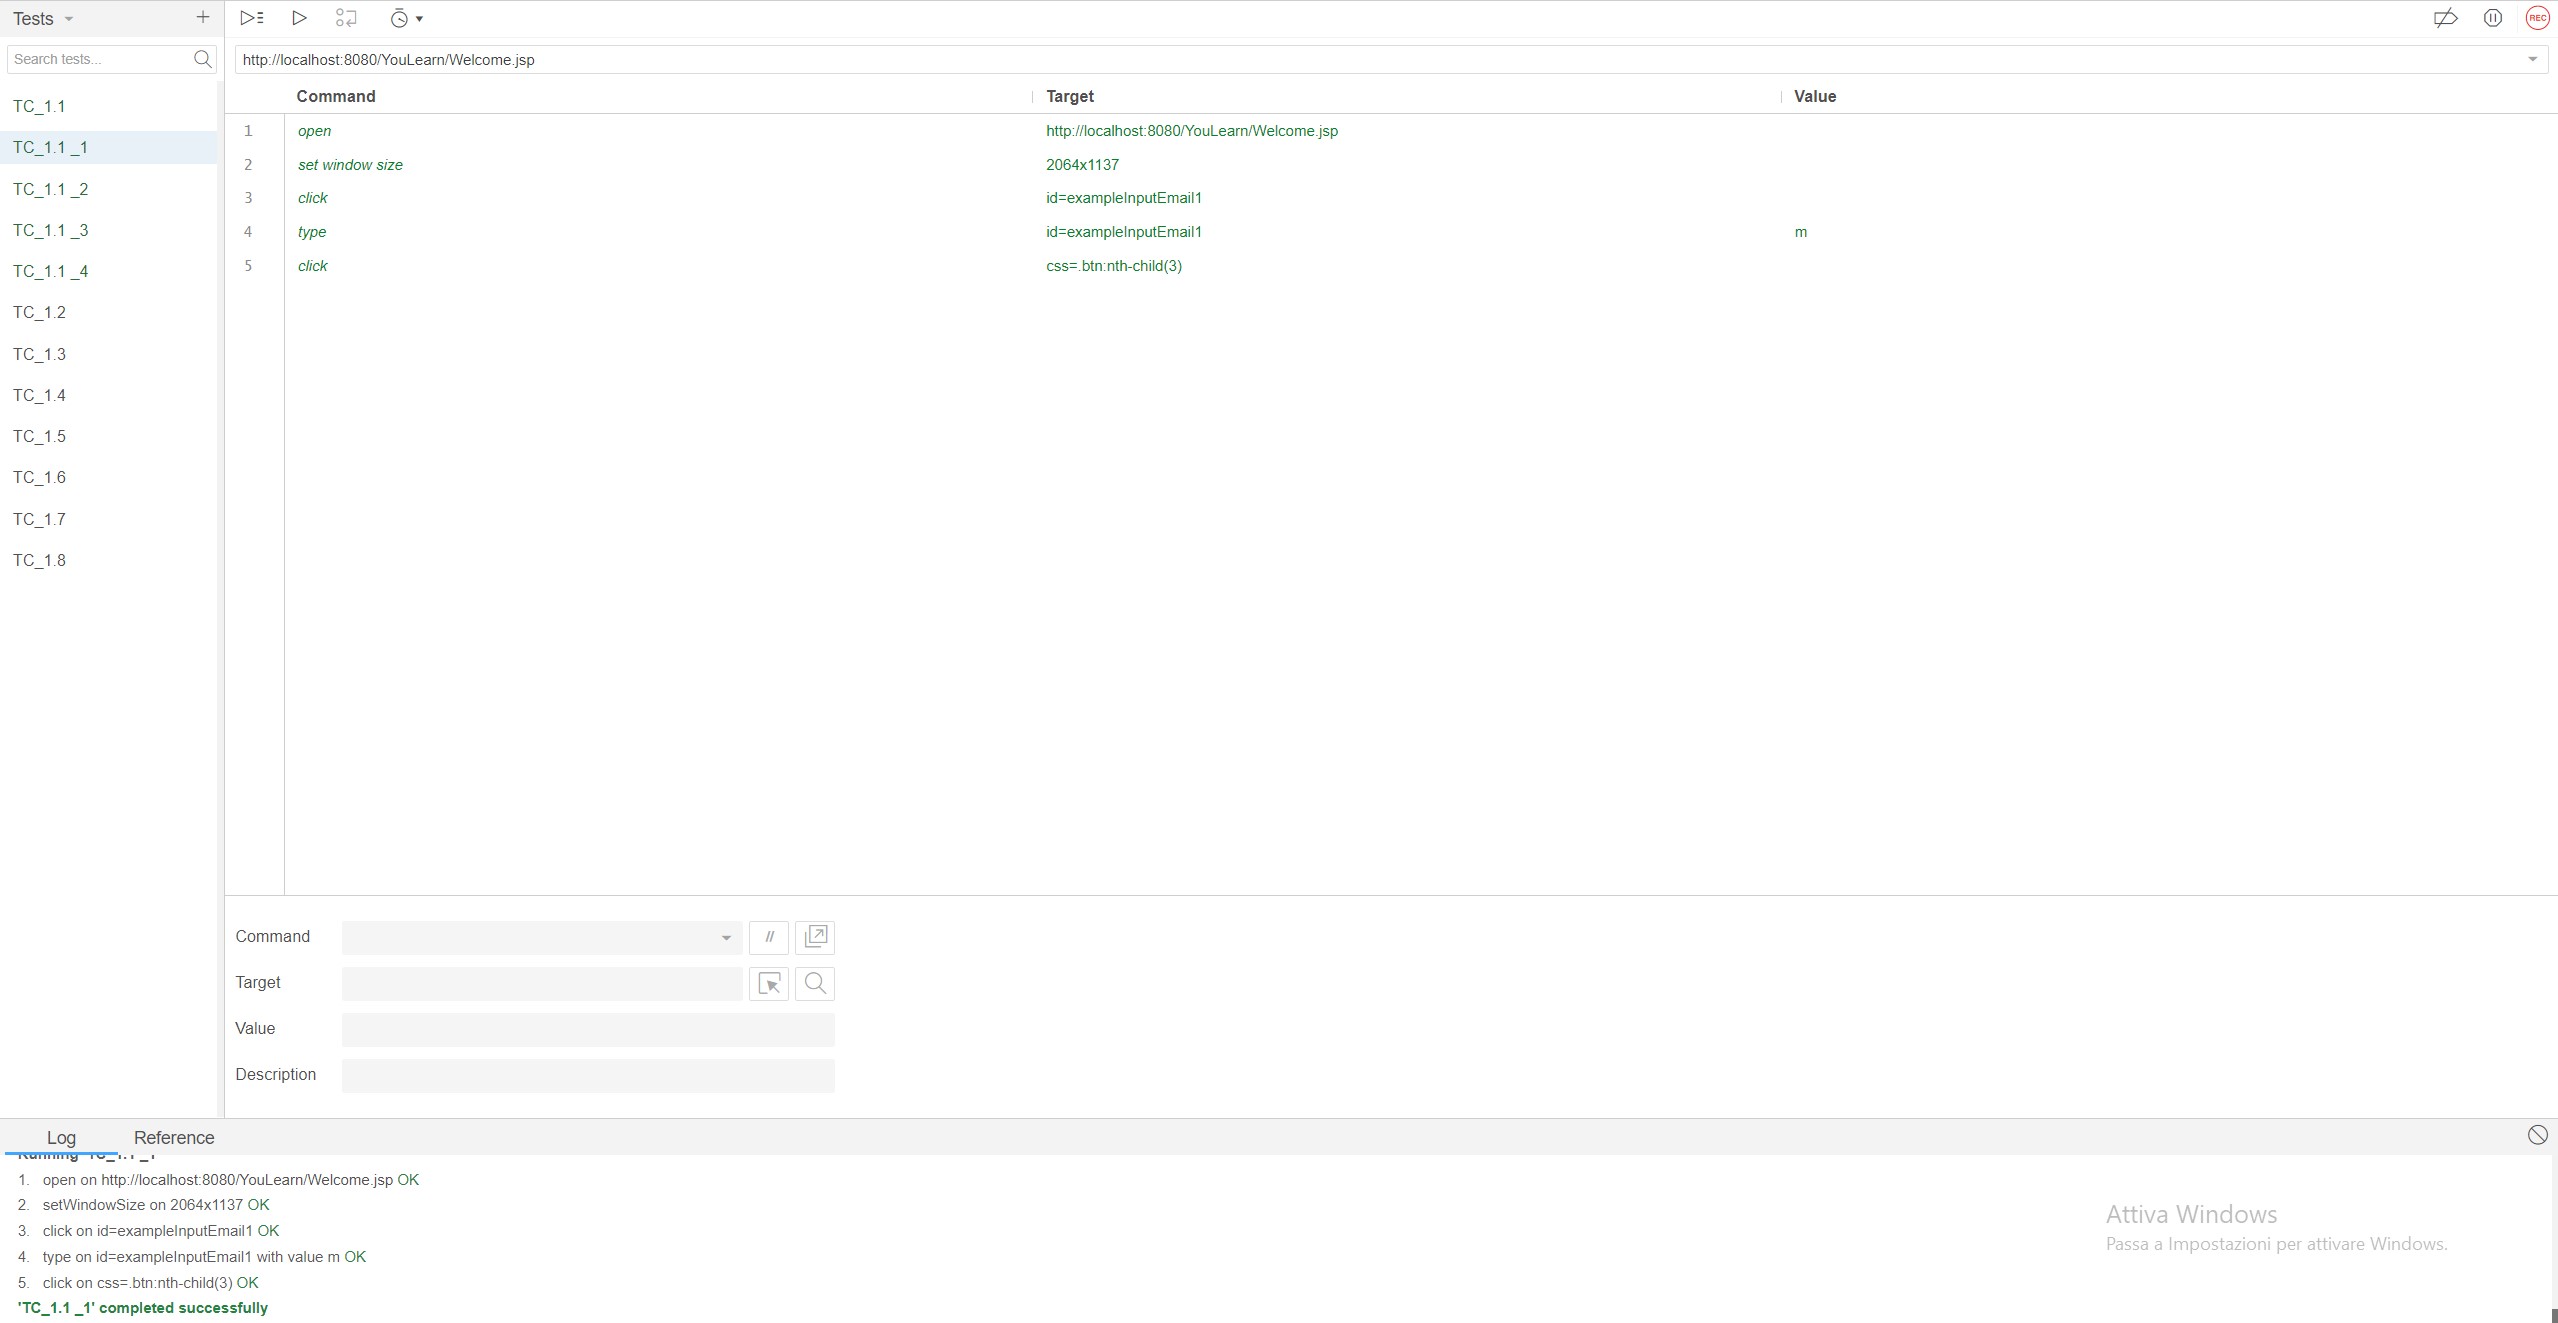 Tests
REC
Search tests...
http://localhost:8080/YouLearn/Welcome.jsp
TC_1.1
TC_1.1 _1
TC_1.1 _2
TC_1.1 _3
TC_1.1 _4
TC_1.2
TC_1.3
TC_1.4
TC_1.5
TC_1.6
TC_1.7
TC_1.8
Command Target Value
1 open http://localhost:8080/YouLearn/Welcome.jsp
2 set window size 2064x1137
3 click id=exampleInputEmail1
4 type id=exampleInputEmail1 m
5 click css=.btn:nth-child(3)
Command //
Target
Value
Description
Log Reference
Running 'TC_1.1 _1'
1. open on http://localhost:8080/YouLearn/Welcome.jsp OK
2. setWindowSize on 2064x1137 OK
3. click on id=exampleInputEmail1 OK
4. type on id=exampleInputEmail1 with value m OK
5. click on css=.btn:nth-child(3) OK
'TC_1.1 _1' completed successfully
Attiva Windows
Passa a Impostazioni per attivare Windows.